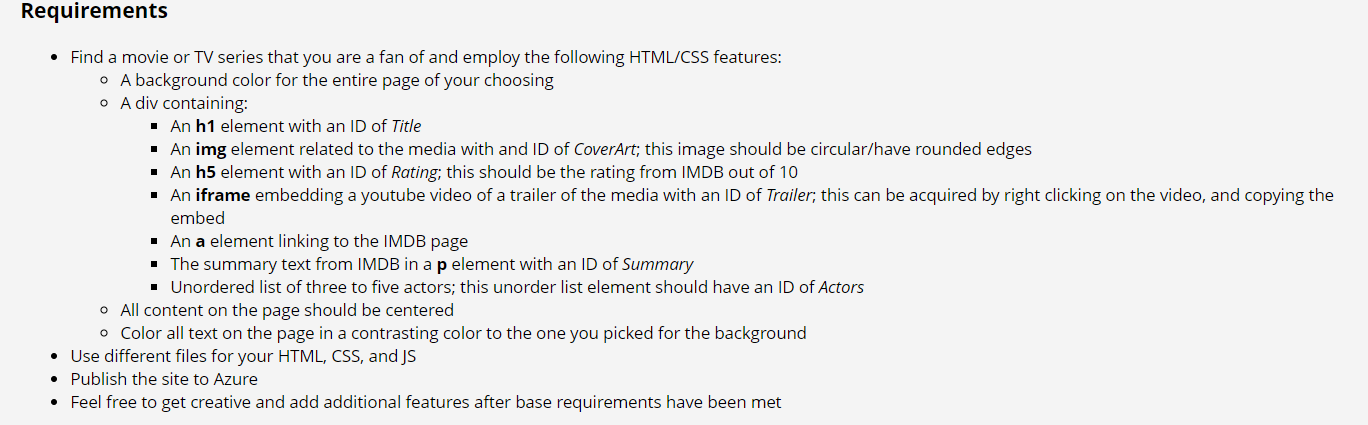 Requirements
• Find a movie or TV series that you are a fan of and employ the following HTML/CSS features:
○ A background color for the entire page of your choosing
○ A div containing:
▪ An h1 element with an ID of Title
▪ An img element related to the media with and ID of CoverArt; this image should be circular/have rounded edges
▪ An h5 element with an ID of Rating; this should be the rating from IMDB out of 10
▪ An iframe embedding a youtube video of a trailer of the media with an ID of Trailer; this can be acquired by right clicking on the video, and copying the
embed
▪ An a element linking to the IMDB page
▪ The summary text from IMDB in a p element with an ID of Summary
▪ Unordered list of three to five actors; this unorder list element should have an ID of Actors
○ All content on the page should be centered
○ Color all text on the page in a contrasting color to the one you picked for the background
• Use different files for your HTML, CSS, and JS
• Publish the site to Azure
• Feel free to get creative and add additional features after base requirements have been met